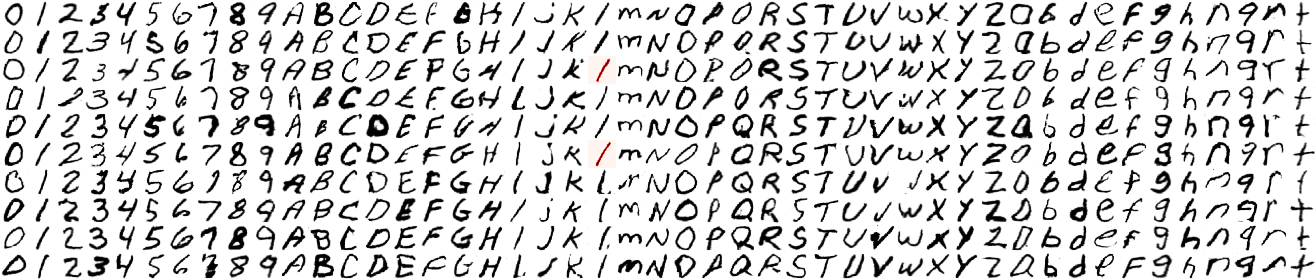 0 1 2 3 4 5 6 7 8 9 A B C D E F G H I j K l m N O P Q R S T U V w X Y Z a b d e f g h n q r t
0 1 2 3 4 5 6 7 8 9 A B C D E F G H I J K l m N O P Q R S T U V W X Y Z a b d e f g h n q r t
0 1 2 3 4 5 6 7 8 9 A B C D E F G H I J K l m N O P O R S T U V w X Y Z a b d e f g h n q r t
0 1 2 3 4 5 6 7 8 9 A B C D E F G H I J K l m N O P Q R S T U V w X Y Z a b d e f g h n q r t
0 1 2 3 4 5 6 7 8 9 A B C D E F G H I j K l m N O P Q R S T U V w X Y Z a b d e f g h n q r t
0 1 2 3 4 5 6 7 8 9 A B C D E F G H I j K l m N O P Q R S T U V w X Y Z a b d e f g h n q r t
0 1 2 3 4 5 6 7 8 9 A B C D E F G H I J K L N O P Q R S T U V X Y Z a b d e f g h n q r t
0 1 2 3 4 5 6 7 8 9 A B C D E F G H I j K l m N O P Q R S T U V W X Y Z a b d e f g h n q r t
0 1 2 3 4 5 6 7 8 9 A B C D E F G H I J K l m N O P Q R S T U V w X Y Z a b d e f g h n q r t
0 1 2 3 4 5 6 7 8 9 A B C D E F G H I J K l m N O P Q R S T U V W X Y Z a b d e f g h n q r t